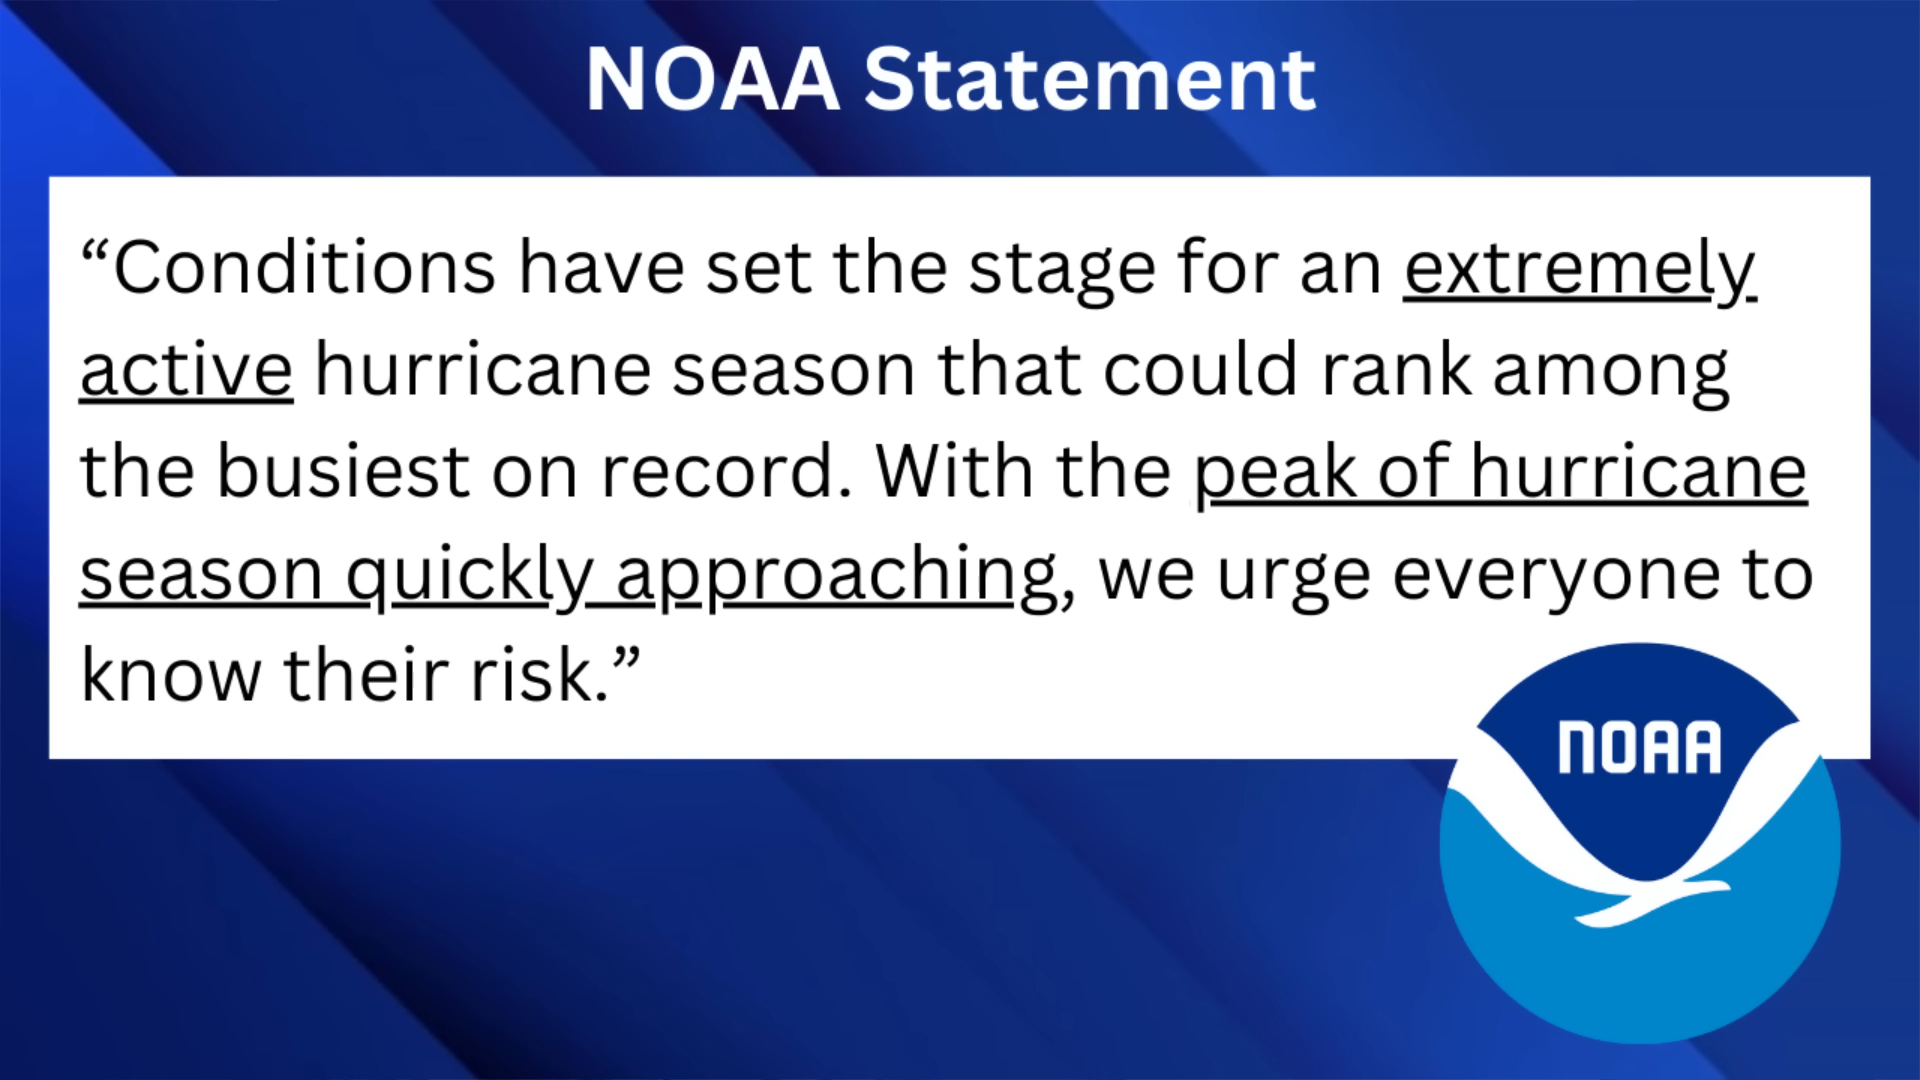 NOAA Statement
“Conditions have set the stage for an extremely
active hurricane season that could rank among
the busiest on record. With the peak of hurricane
season quickly approaching, we urge everyone to
know their risk.”
NOAA